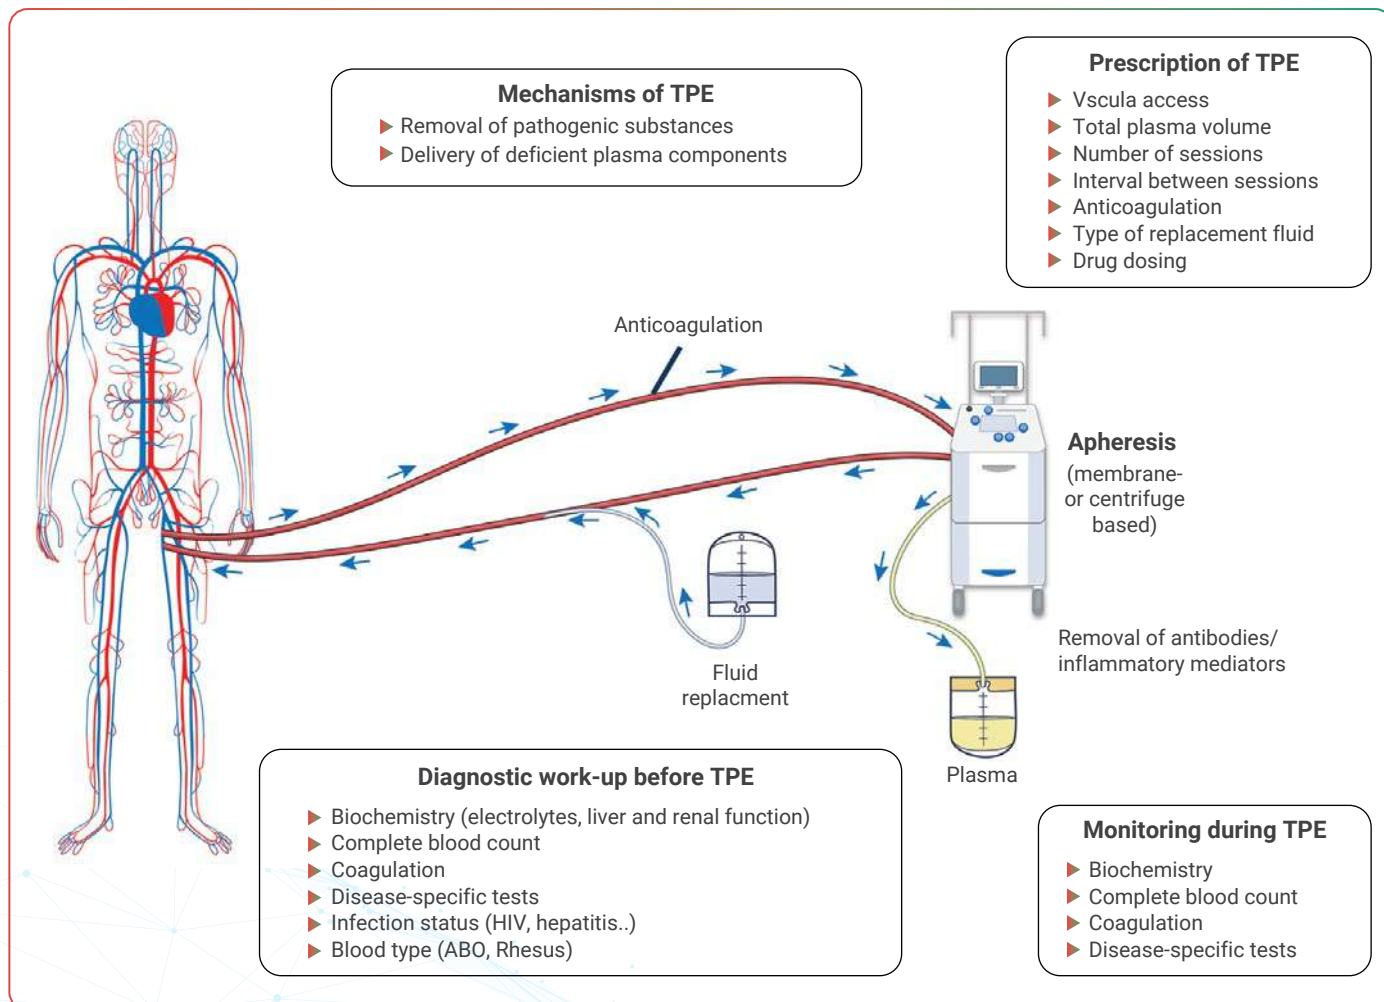 Mechanisms of TPE
Removal of pathogenic substances
Delivery of deficient plasma components
Prescription of TPE
Vscula access
Total plasma volume
Number of sessions
Interval between sessions
Anticoagulation
Type of replacement fluid
Drug dosing
Anticoagulation
Apheresis
(membrane-
or centrifuge
based)
Removal of antibodies/
inflammatory mediators
Fluid
replacment
Plasma
Diagnostic work-up before TPE
Biochemistry (electrolytes, liver and renal function)
Complete blood count
Coagulation
Disease-specific tests
Infection status (HIV, hepatitis..)
Blood type (ABO, Rhesus)
Monitoring during TPE
Biochemistry
Complete blood count
Coagulation
Disease-specific tests